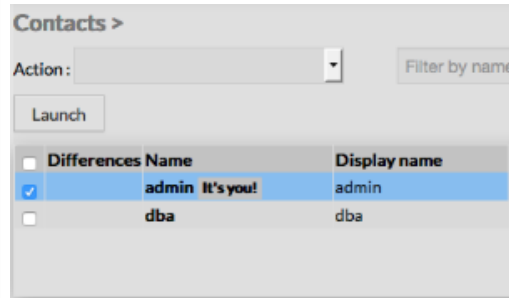 Contacts >
Action : Filter by name
Launch
Differences Name Display name
admin It's you! admin
dba dba